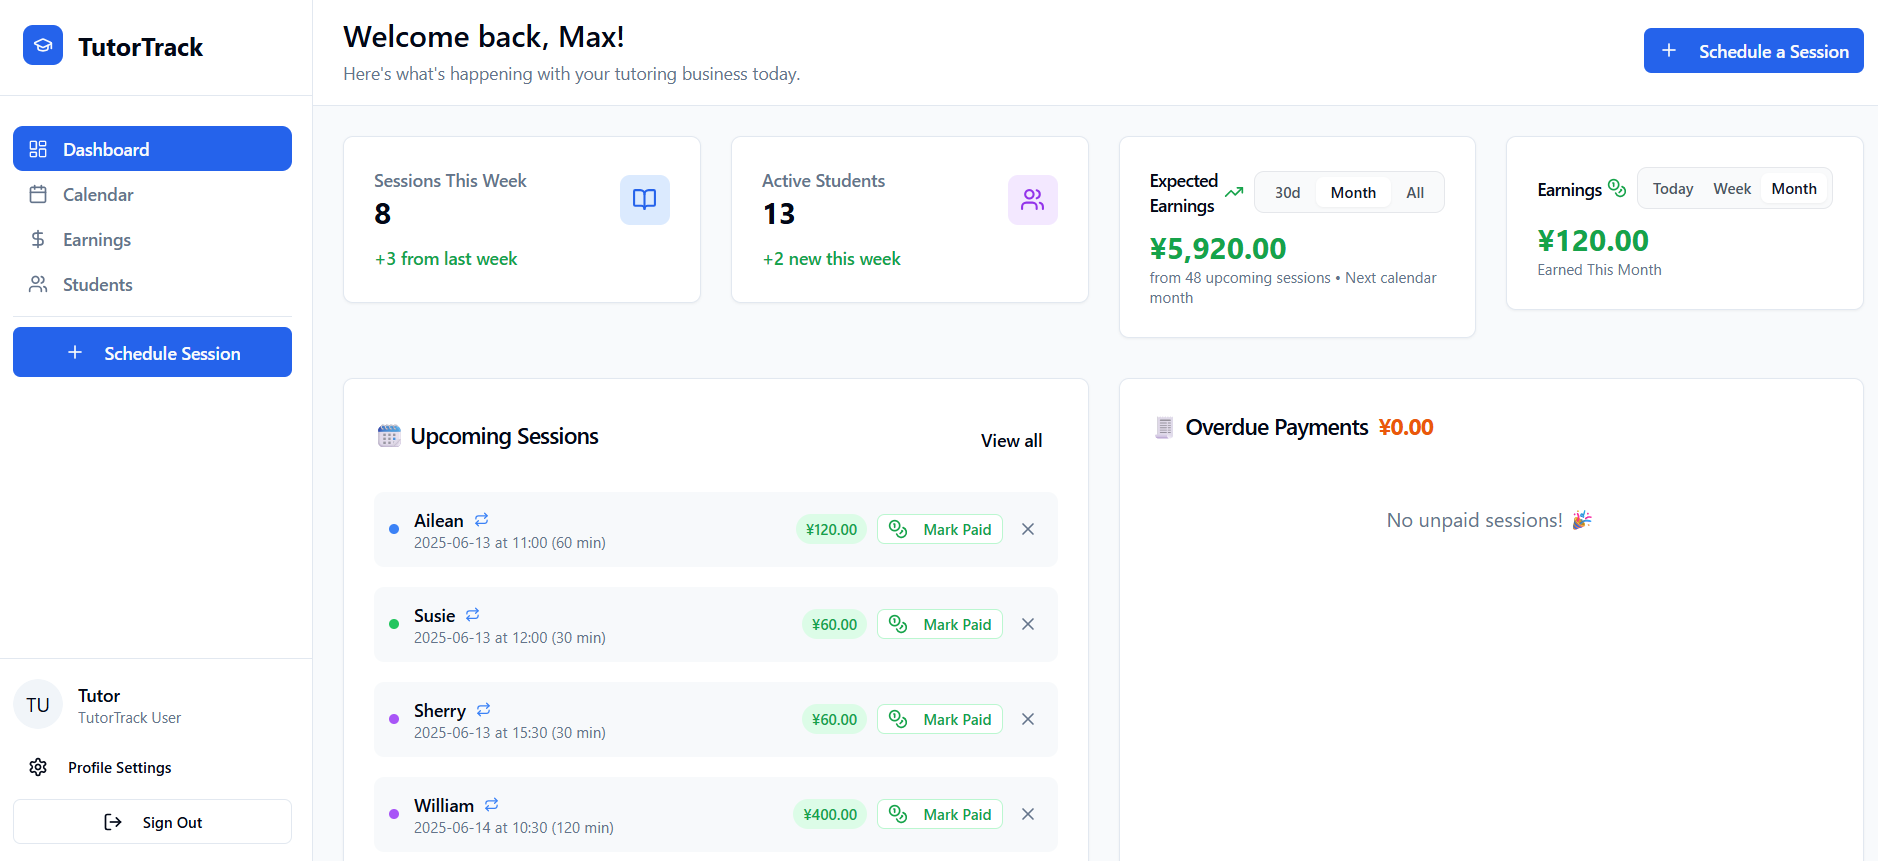 TutorTrack
Dashboard
Calendar
Earnings
Students
Schedule Session
TU
Tutor
TutorTrack User
Profile Settings
Sign Out
Welcome back, Max!
Here's what's happening with your tutoring business today.
Schedule a Session
Sessions This Week
8
+3 from last week
Active Students
13
+2 new this week
Expected
Earnings
30d Month All
¥5,920.00
from 48 upcoming sessions • Next calendar
month
Earnings
Today Week Month
¥120.00
Earned This Month
Upcoming Sessions
View all
Ailean
2025-06-13 at 11:00 (60 min)
¥120.00 Mark Paid
Susie
2025-06-13 at 12:00 (30 min)
¥60.00 Mark Paid
Sherry
2025-06-13 at 15:30 (30 min)
¥60.00 Mark Paid
William
2025-06-14 at 10:30 (120 min)
¥400.00 Mark Paid
Overdue Payments ¥0.00
No unpaid sessions! 🎉